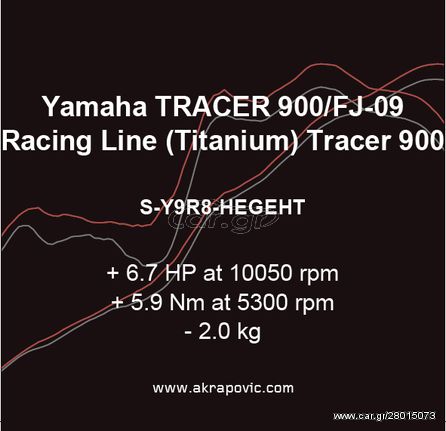 Yamaha TRACER 900/FJ-09
Racing Line (Titanium) Tracer 900
S-Y9R8-HEGEHT
car.gr
+ 6.7 HP at 10050 rpm
+ 5.9 Nm at 5300 rpm
- 2.0 kg
www.akrapovic.com
www.car.gr/28015073